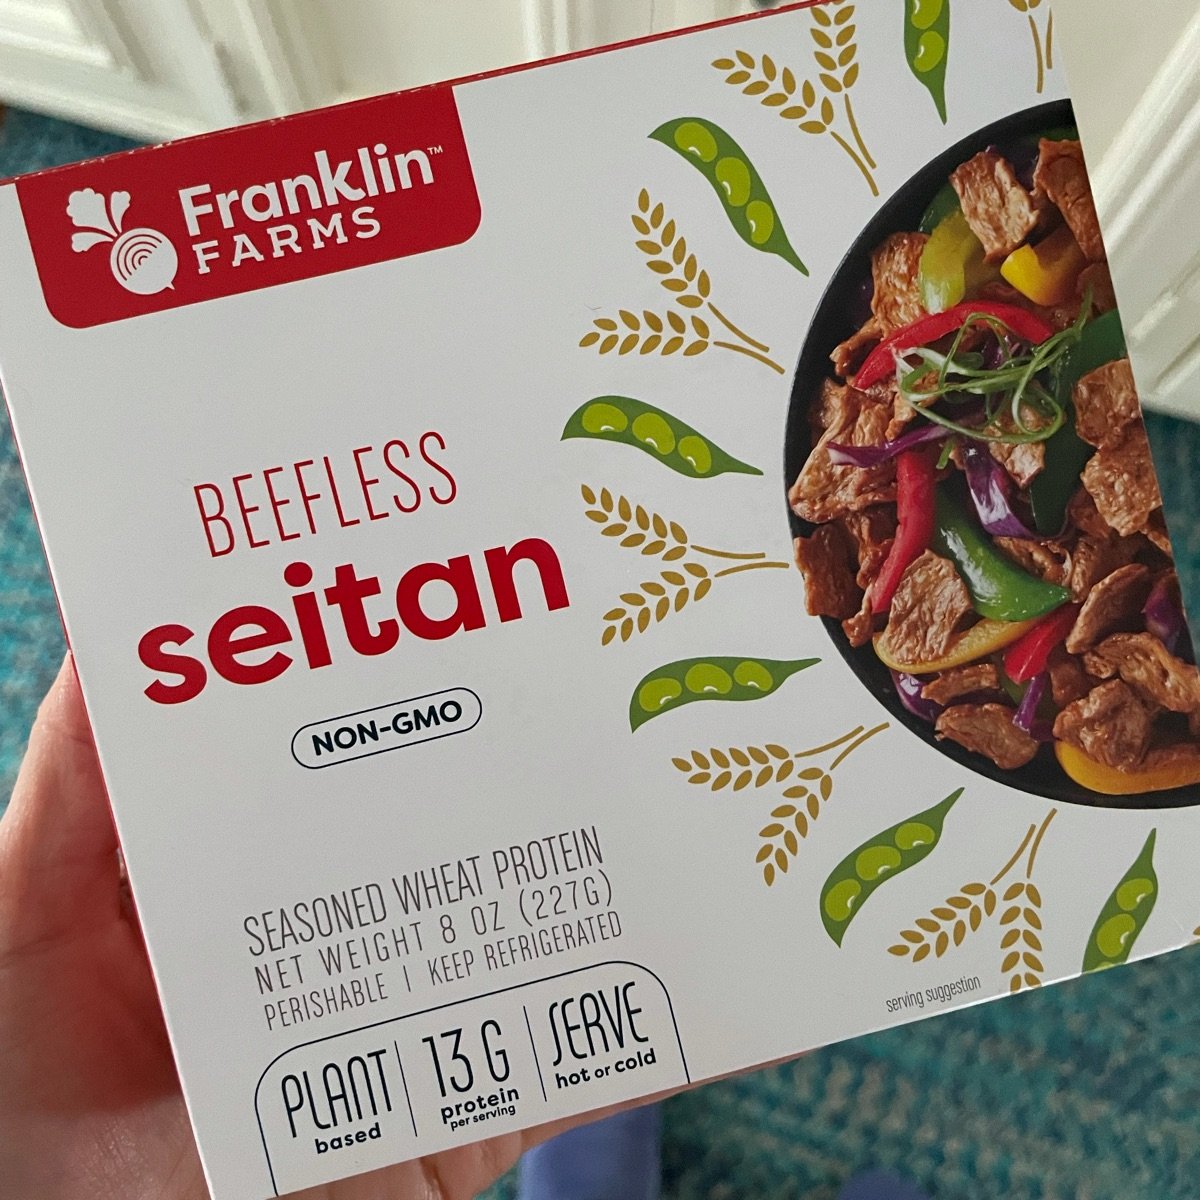 Franklin™
FARMS
BEEFLESS
seitan
NON-GMO
SEASONED WHEAT PROTEIN
NET WEIGHT 8 OZ (227G)
PERISHABLE | KEEP REFRIGERATED
PLANT
based
13 G
protein
per serving
SERVE
hot or cold
serving suggestion